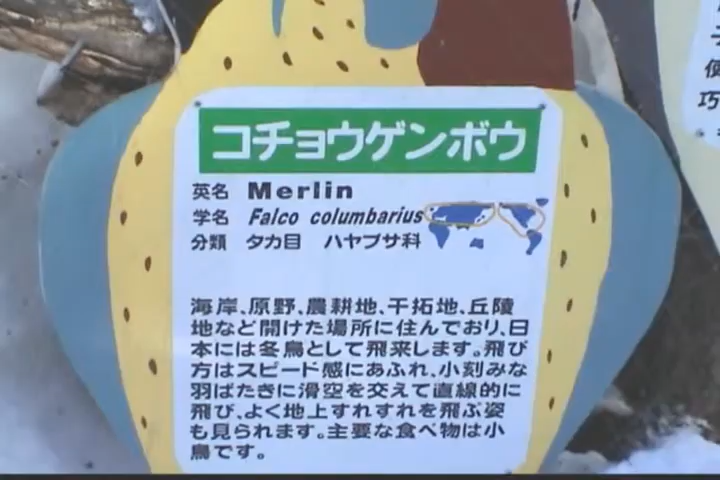 コチョウゲンボウ
英名 Merlin
学名 Falco columbarius
分類 タカ目 ハヤブサ科
海岸、原野、農耕地、干拓地、丘陵
地など開けた場所に住んでおり、日
本には冬鳥として飛来します。飛び
方はスピード感にあふれ、小刻みな
羽ばたきに滑空を交えて直線的に
飛び、よく地上すれすれを飛ぶ姿
も見られます。主要な食べ物は小
鳥です。
使
巧